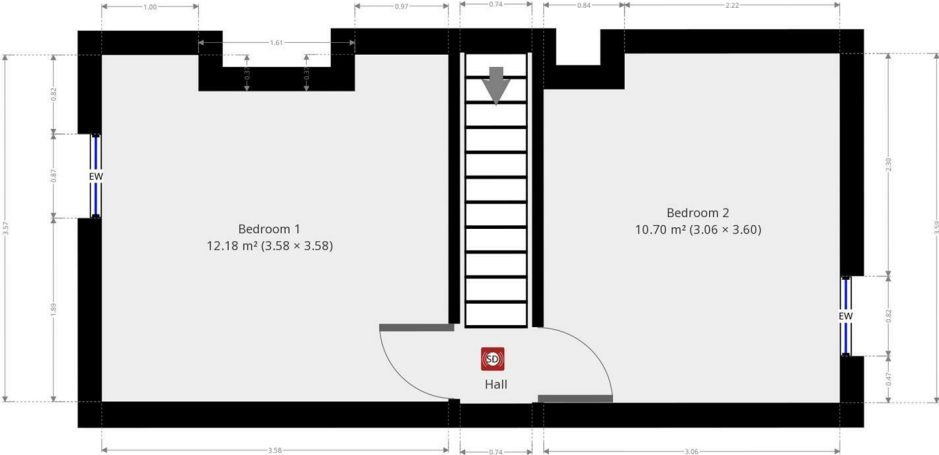 1.00
0.97
0.74
0.84
2.22
1.61
0.37
0.37
0.82
0.87
1.89
3.57
EW
Bedroom 1
12.18 m² (3.58 × 3.58)
Bedroom 2
10.70 m² (3.06 × 3.60)
2.30
0.82
0.47
3.59
EW
SD
Hall
3.58
0.74
3.06